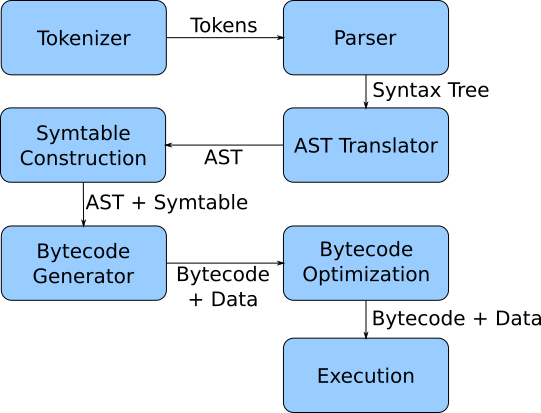 Tokenizer
Tokens
Parser
Syntax Tree
AST Translator
AST
Symtable
Construction
AST + Symtable
Bytecode
Generator
Bytecode
+ Data
Bytecode
Optimization
Bytecode + Data
Execution